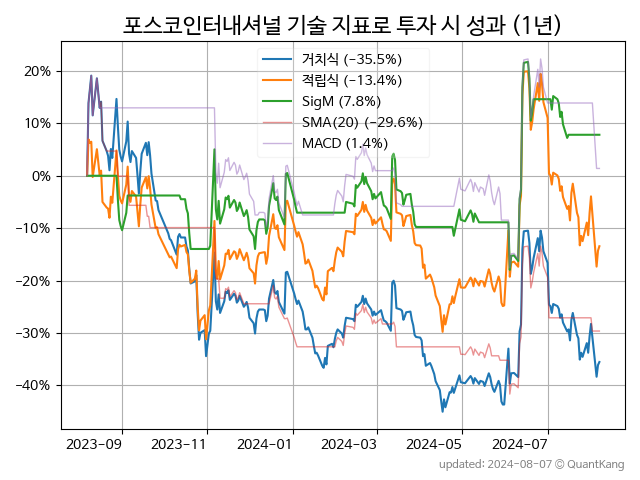 포스코인터내셔널 기술 지표로 투자 시 성과 (1년)
거치식 (−35.5%)
적립식 (−13.4%)
SigM (7.8%)
SMA(20) (−29.6%)
MACD (1.4%)
20%
10%
0%
−10%
−20%
−30%
−40%
2023-09 2023-11 2024-01 2024-03 2024-05 2024-07
updated: 2024-08-07 © QuantKang